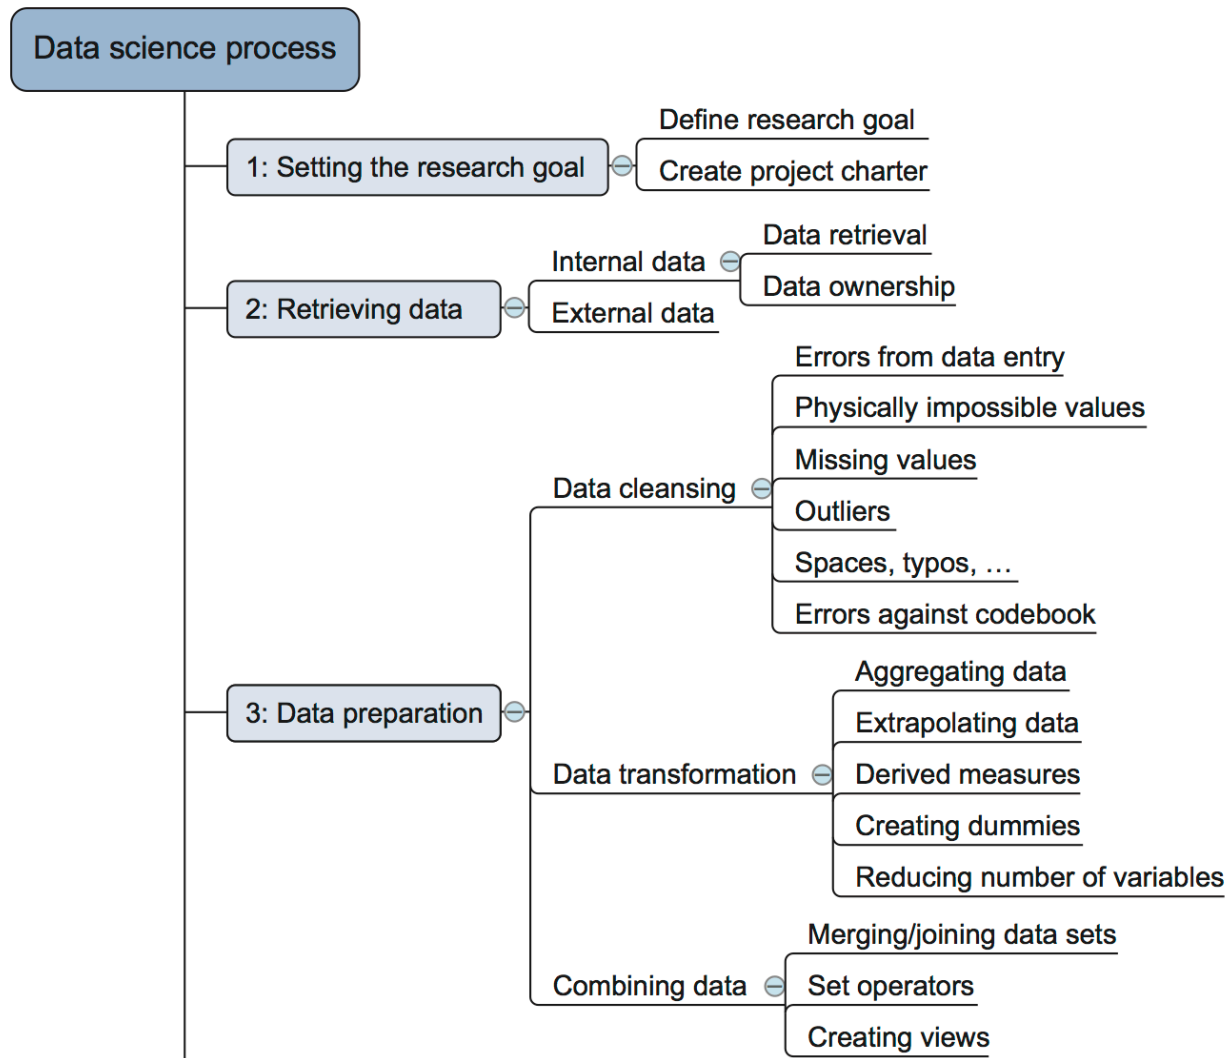 Data science process
1: Setting the research goal
Define research goal
Create project charter
2: Retrieving data
Internal data
Data retrieval
Data ownership
External data
3: Data preparation
Data cleansing
Errors from data entry
Physically impossible values
Missing values
Outliers
Spaces, typos, …
Errors against codebook
Data transformation
Aggregating data
Extrapolating data
Derived measures
Creating dummies
Reducing number of variables
Combining data
Merging/joining data sets
Set operators
Creating views